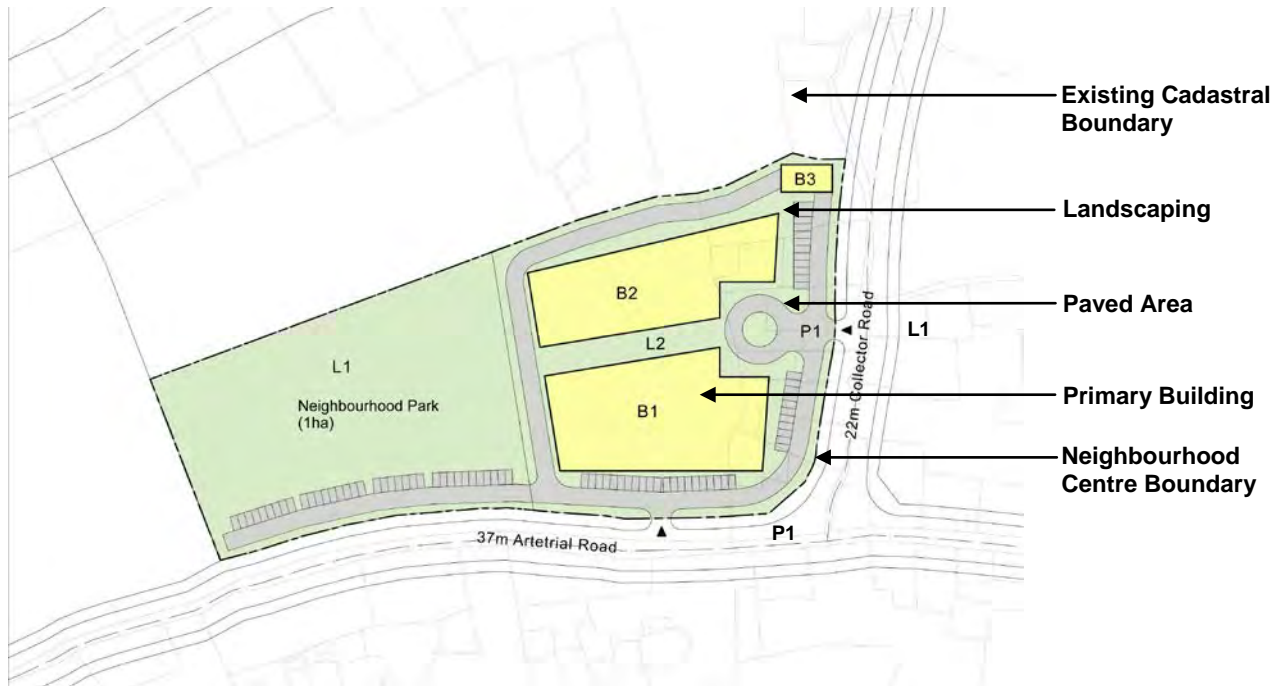 Existing Cadastral
Boundary
B3
Landscaping
B2
Paved Area
P1
L1
L2
22m Collector Road
L1
Neighbourhood Park
(1ha)
B1
Primary Building
Neighbourhood
Centre Boundary
37m Artetrial Road
P1